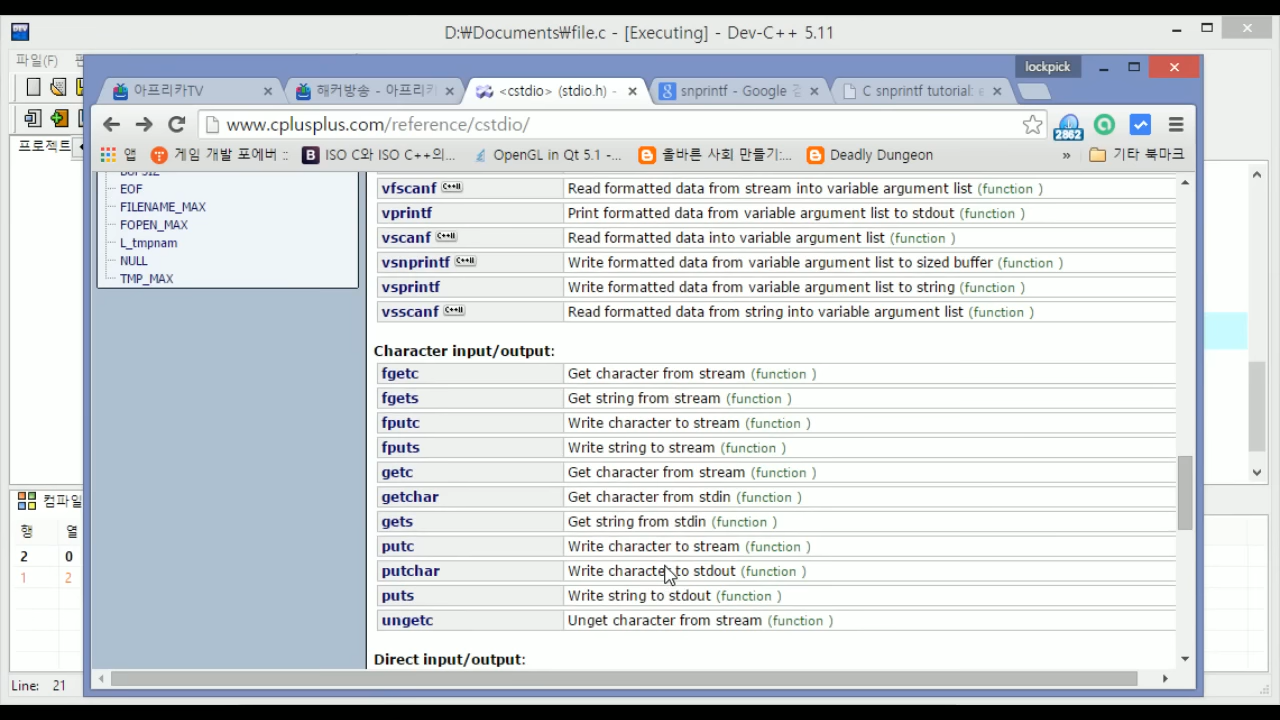 DEV
D:₩Documents₩file.c - [Executing] - Dev-C++ 5.11
파일(F)
lockpick
아프리카TV
해커방송 - 아프리카
<cstdio> (stdio.h) -
snprintf - Google
C snprintf tutorial: e
www.cplusplus.com/reference/cstdio/
2862
프로젝트
앱
게임 개발 포에버 ::
B ISO C와 ISO C++의...
OpenGL in Qt 5.1 -...
올바른 사회 만들기:...
Deadly Dungeon
»
기타 북마크
EOF
FILENAME_MAX
FOPEN_MAX
L_tmpnam
NULL
TMP_MAX
vfscanf C++11 Read formatted data from stream into variable argument list (function )
vprintf Print formatted data from variable argument list to stdout (function )
vscanf C++11 Read formatted data into variable argument list (function )
vsnprintf C++11 Write formatted data from variable argument list to sized buffer (function )
vsprintf Write formatted data from variable argument list to string (function )
vsscanf C++11 Read formatted data from string into variable argument list (function )
Character input/output:
fgetc Get character from stream (function )
fgets Get string from stream (function )
fputc Write character to stream (function )
fputs Write string to stream (function )
getc Get character from stream (function )
getchar Get character from stdin (function )
gets Get string from stdin (function )
putc Write character to stream (function )
putchar Write character to stdout (function )
puts Write string to stdout (function )
ungetc Unget character from stream (function )
Direct input/output:
컴파일
행 열
2 0
1 2
Line: 21